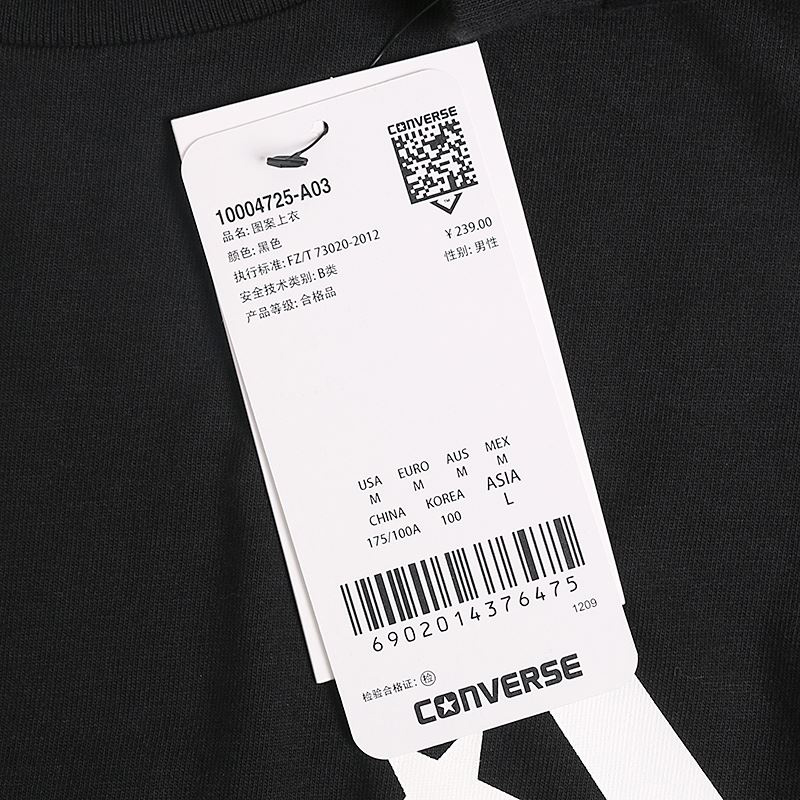 CONVERSE
10004725-A03
品名: 图案上衣
颜色: 黑色
执行标准: FZ/T 73020-2012
安全技术类别: B类
产品等级: 合格品
¥ 239.00
性别: 男性
USA EURO AUS MEX
M M M M
CHINA KOREA ASIA
175/100A 100 L
6902014376475
1209
检验合格证: 检
CONVERSE